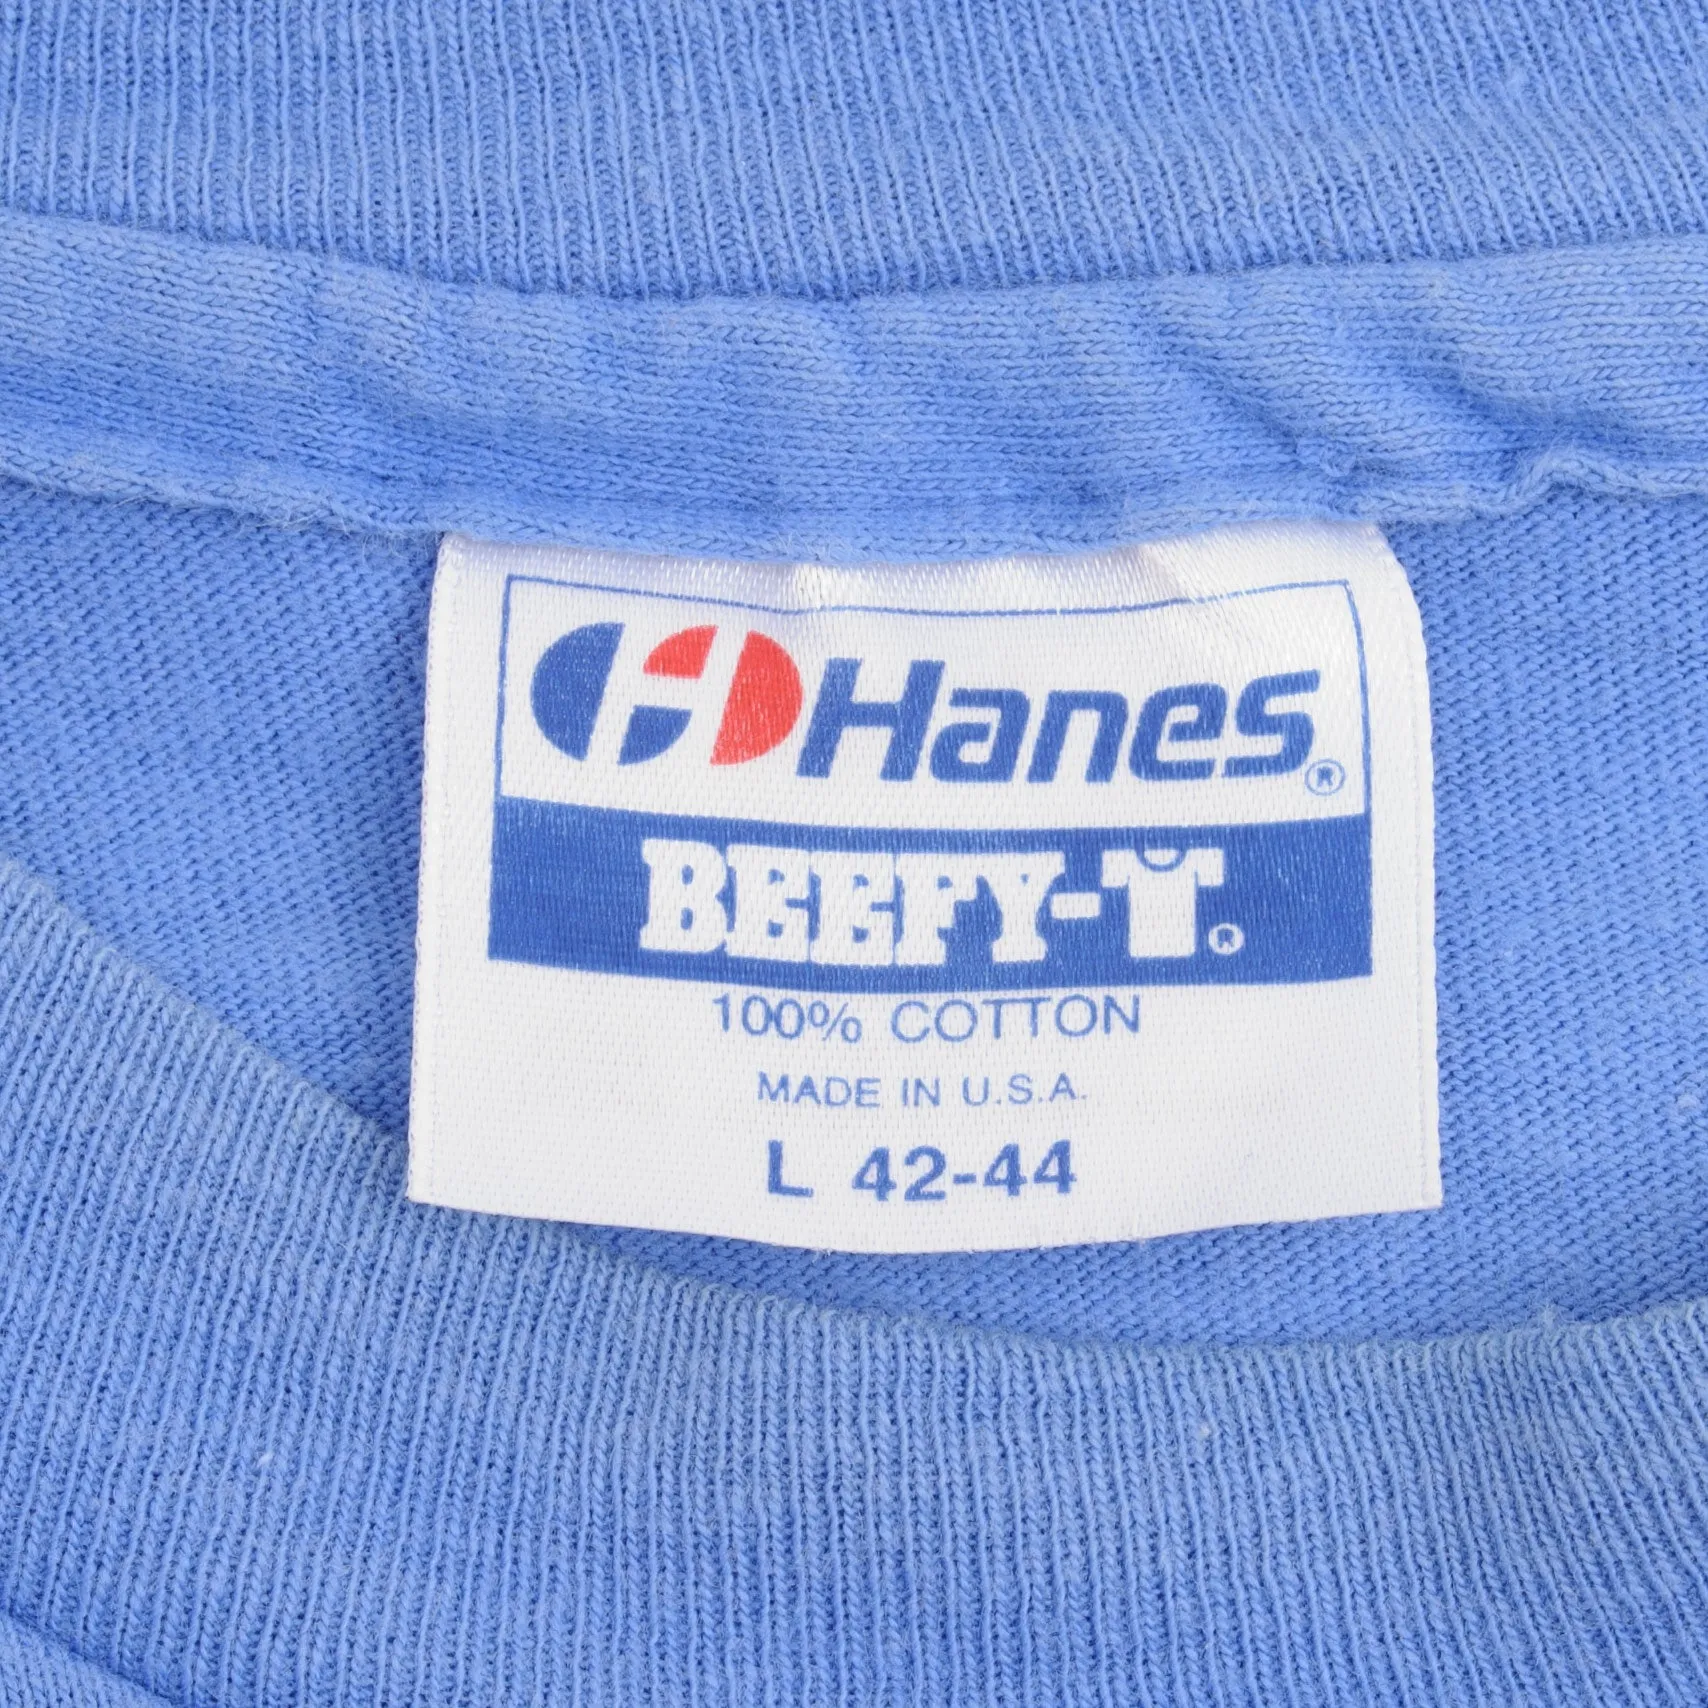 Hanes®
BEEFY-T®
100% COTTON
MADE IN U.S.A.
L 42-44